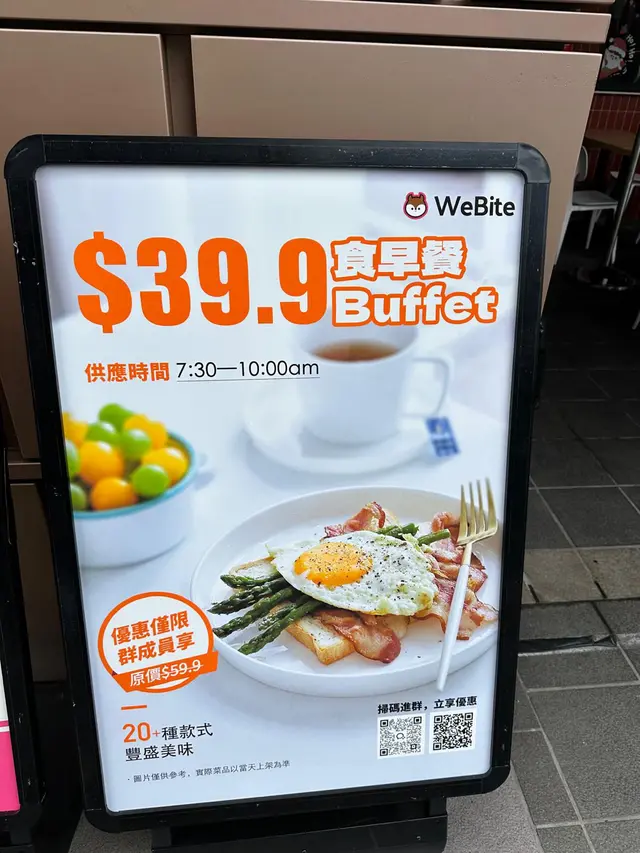 WeBite
$39.9 食早餐
Buffet
供應時間 7:30—10:00am
優惠僅限
群成員享
原價$59.9
20+種款式
豐盛美味
掃碼進群，立享優惠
·圖片僅供參考，實際菜品以當天上架為準